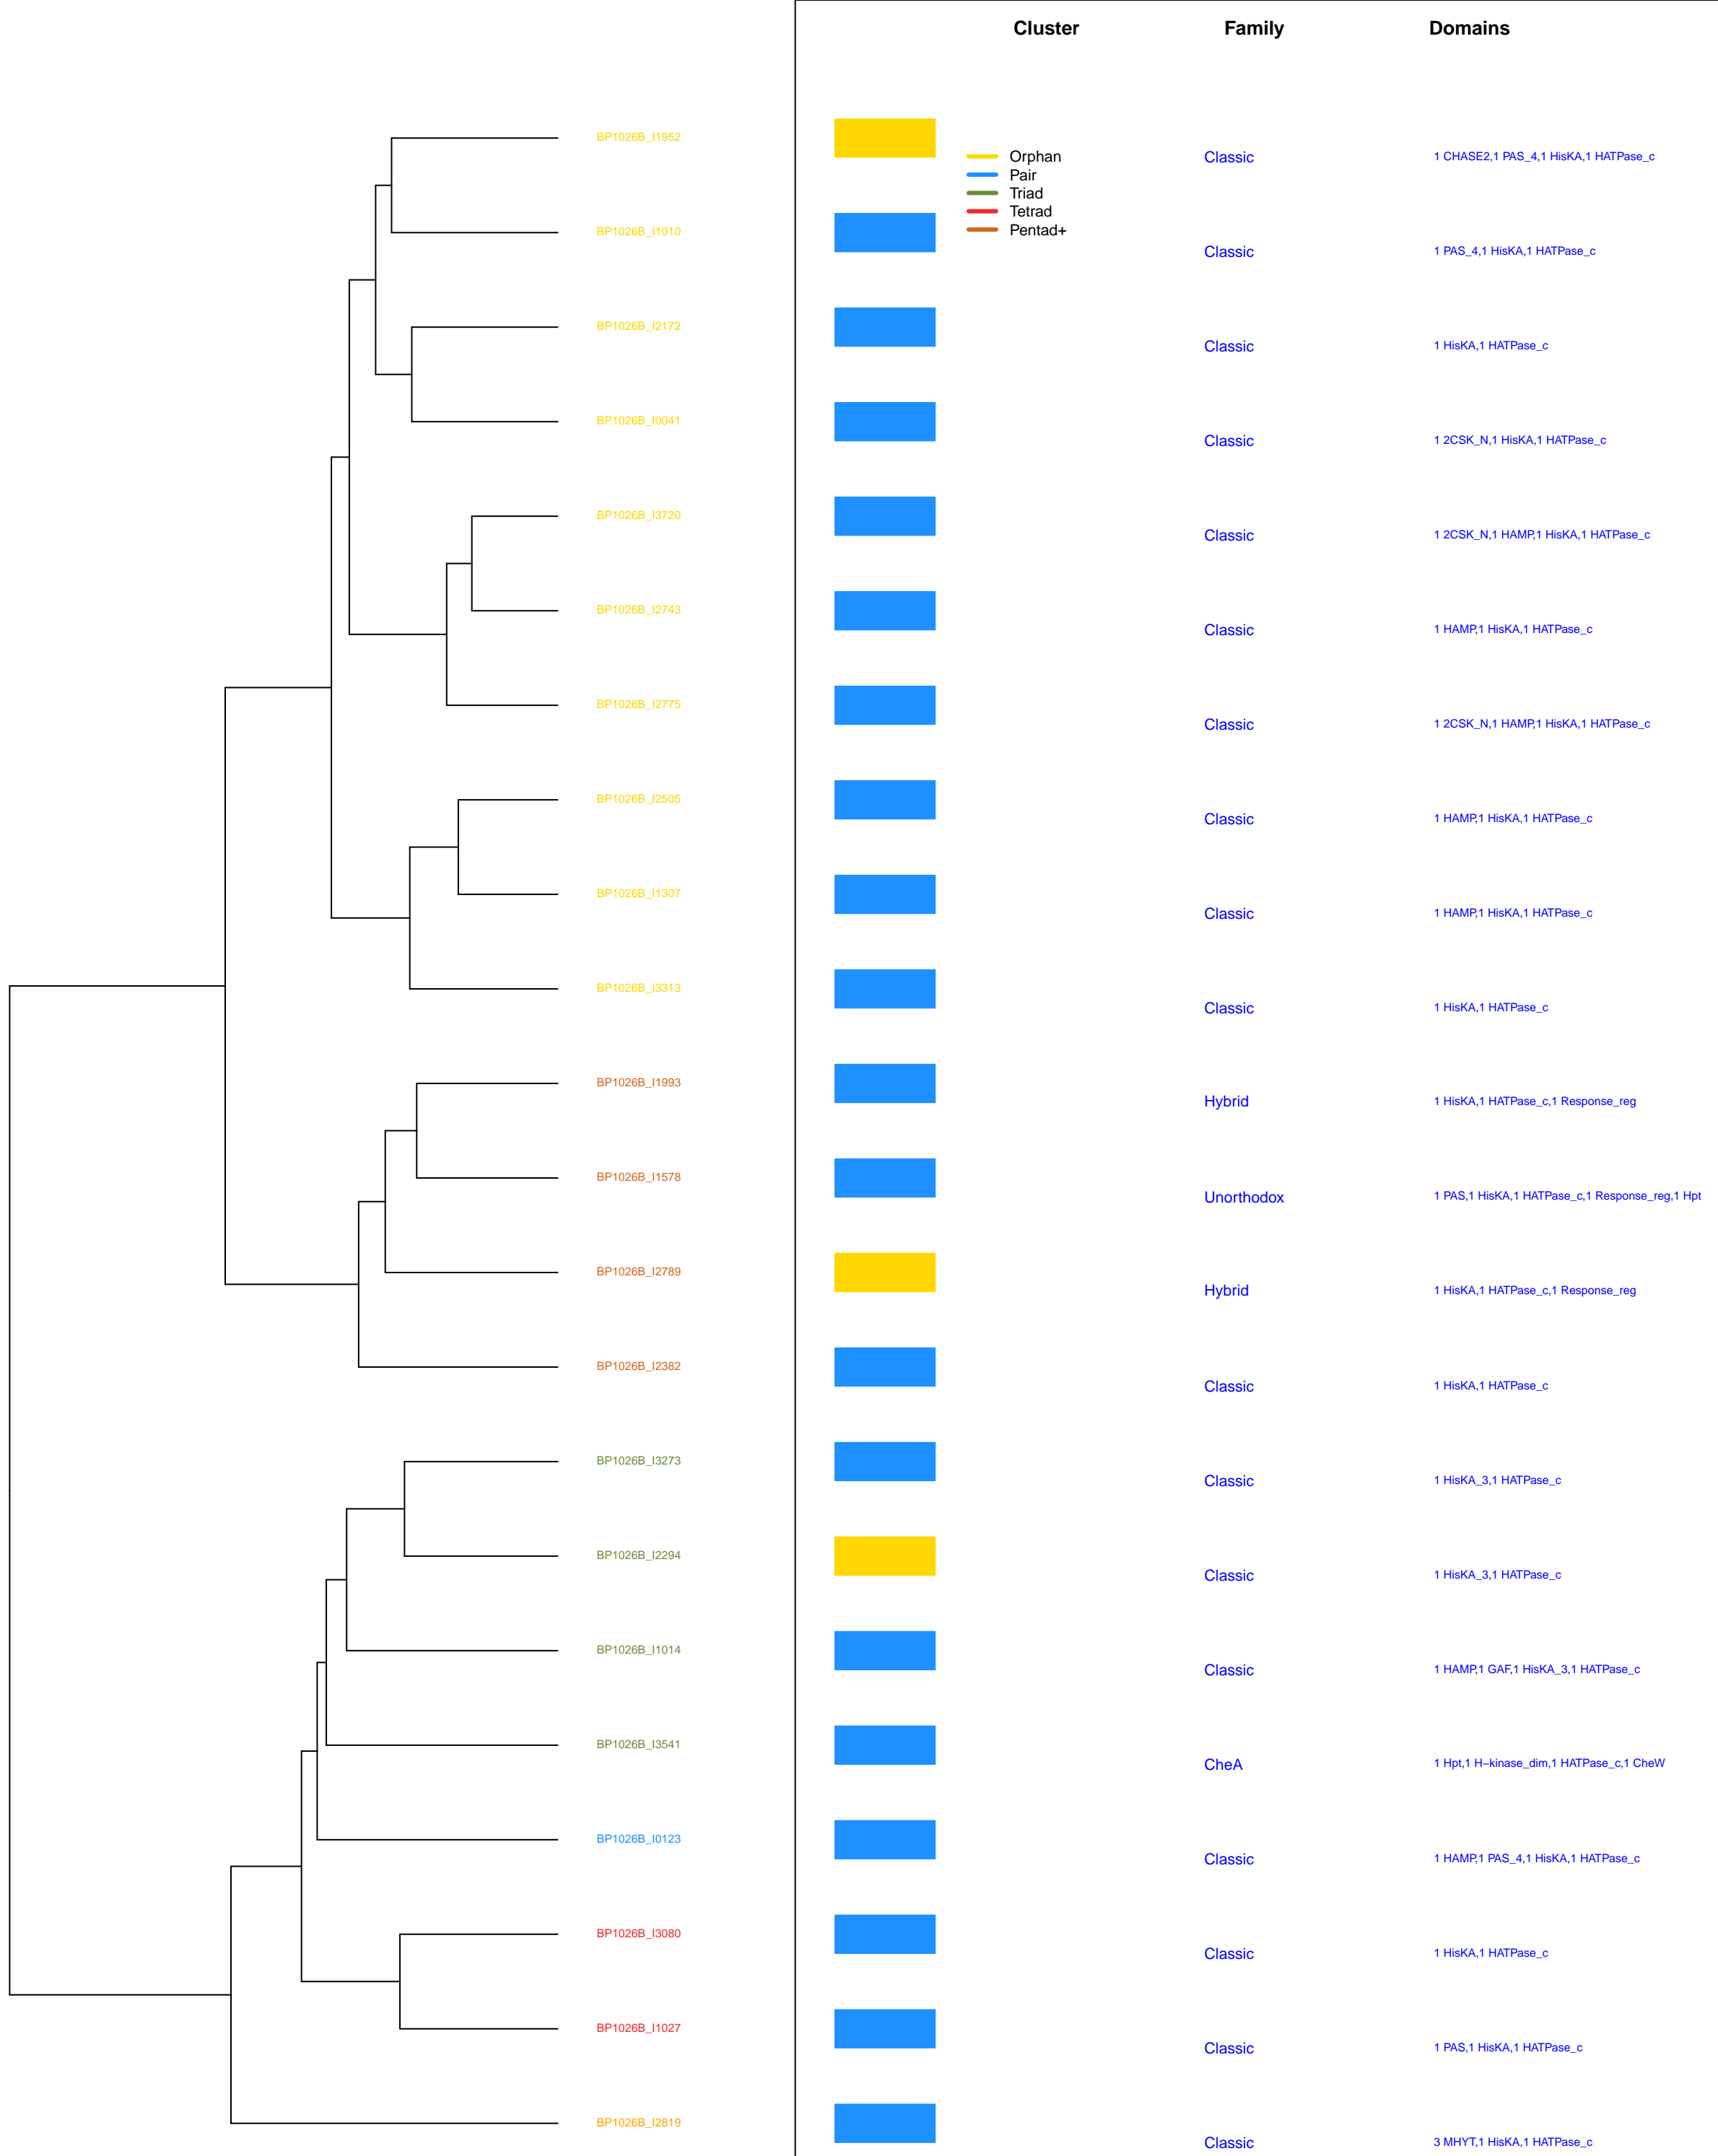 Cluster Family Domains
BP1026B_I1952 Classic 1 CHASE2,1 PAS_4,1 HisKA,1 HATPase_c
Orphan
Pair
Triad
Tetrad
Pentad+
BP1026B_I1010 Classic 1 PAS_4,1 HisKA,1 HATPase_c
BP1026B_I2172 Classic 1 HisKA,1 HATPase_c
BP1026B_I0041 Classic 1 2CSK_N,1 HisKA,1 HATPase_c
BP1026B_I3720 Classic 1 2CSK_N,1 HAMP,1 HisKA,1 HATPase_c
BP1026B_I2743 Classic 1 HAMP,1 HisKA,1 HATPase_c
BP1026B_I2775 Classic 1 2CSK_N,1 HAMP,1 HisKA,1 HATPase_c
BP1026B_I2505 Classic 1 HAMP,1 HisKA,1 HATPase_c
BP1026B_I1307 Classic 1 HAMP,1 HisKA,1 HATPase_c
BP1026B_I3313 Classic 1 HisKA,1 HATPase_c
BP1026B_I1993 Hybrid 1 HisKA,1 HATPase_c,1 Response_reg
BP1026B_I1578 Unorthodox 1 PAS,1 HisKA,1 HATPase_c,1 Response_reg,1 Hpt
BP1026B_I2789 Hybrid 1 HisKA,1 HATPase_c,1 Response_reg
BP1026B_I2382 Classic 1 HisKA,1 HATPase_c
BP1026B_I3273 Classic 1 HisKA_3,1 HATPase_c
BP1026B_I2294 Classic 1 HisKA_3,1 HATPase_c
BP1026B_I1014 Classic 1 HAMP,1 GAF,1 HisKA_3,1 HATPase_c
BP1026B_I3541 CheA 1 Hpt,1 H−kinase_dim,1 HATPase_c,1 CheW
BP1026B_I0123 Classic 1 HAMP,1 PAS_4,1 HisKA,1 HATPase_c
BP1026B_I3080 Classic 1 HisKA,1 HATPase_c
BP1026B_I1027 Classic 1 PAS,1 HisKA,1 HATPase_c
BP1026B_I2819 Classic 3 MHYT,1 HisKA,1 HATPase_c